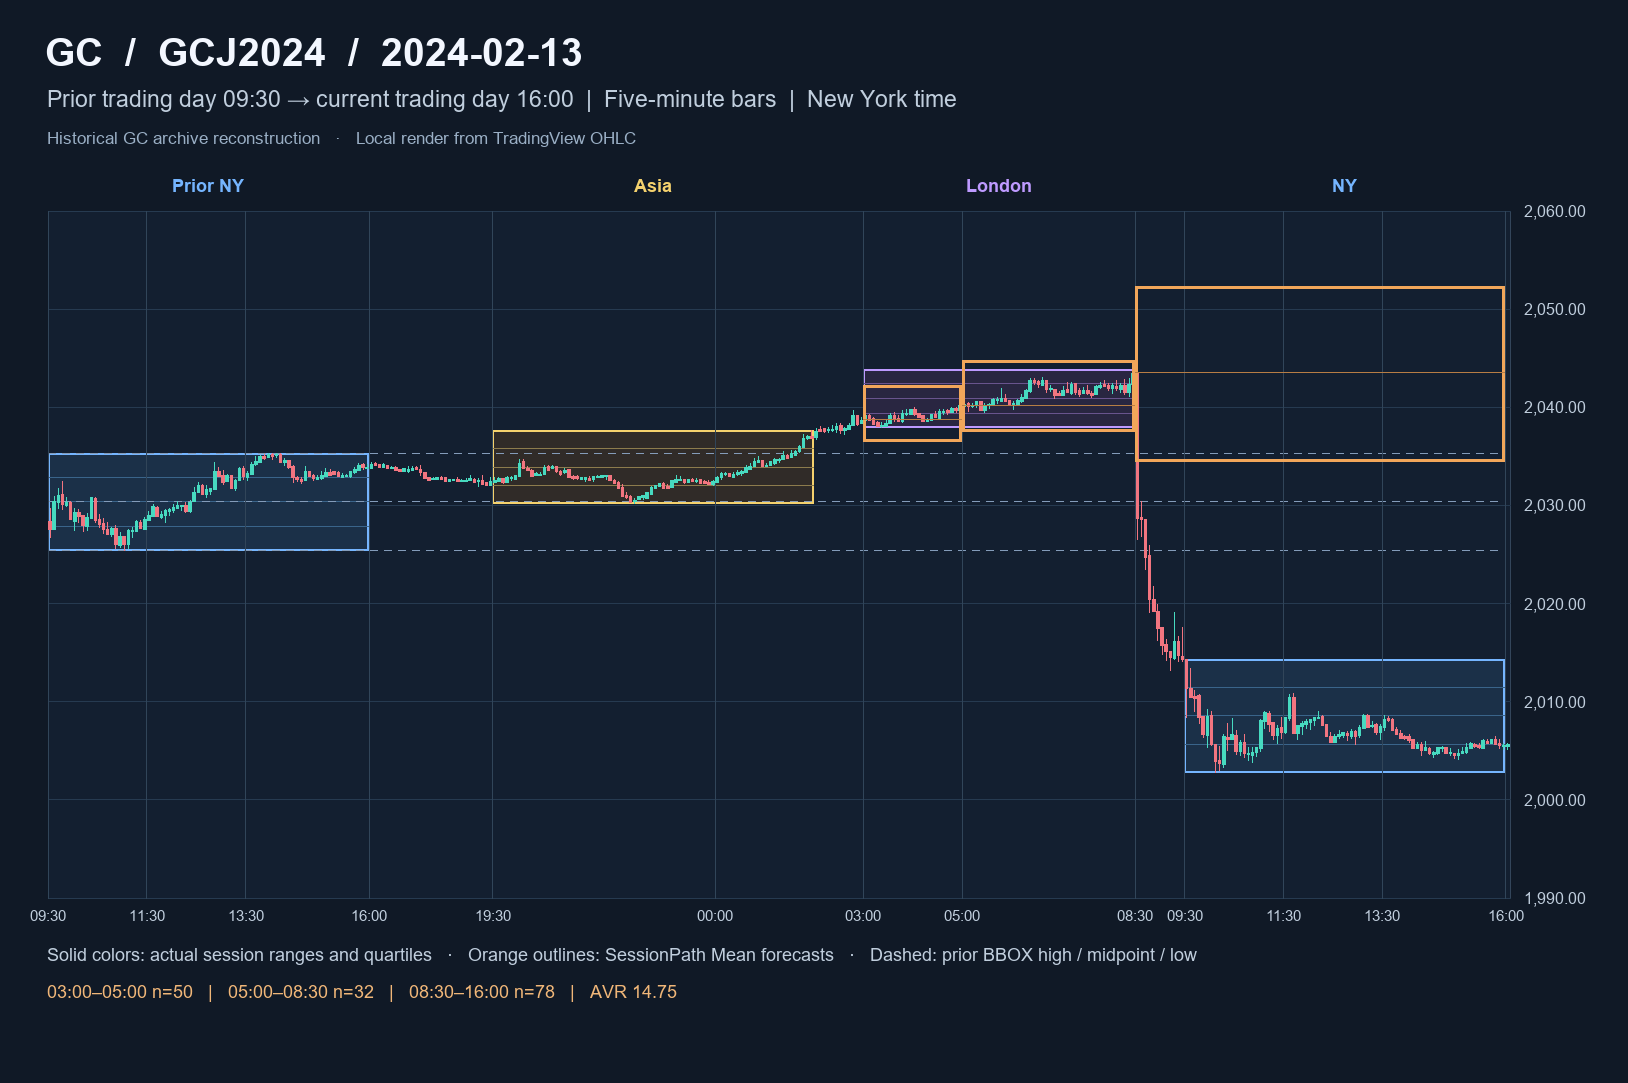 GC / GCJ2024 / 2024-02-13
Prior trading day 09:30 → current trading day 16:00 | Five-minute bars | New York time
Historical GC archive reconstruction · Local render from TradingView OHLC
Prior NY Asia London NY
2,060.00
2,050.00
2,040.00
2,030.00
2,020.00
2,010.00
2,000.00
1,990.00
09:30 11:30 13:30 16:00 19:30 00:00 03:00 05:00 08:30 09:30 11:30 13:30 16:00
Solid colors: actual session ranges and quartiles · Orange outlines: SessionPath Mean forecasts · Dashed: prior BBOX high / midpoint / low
03:00–05:00 n=50 | 05:00–08:30 n=32 | 08:30–16:00 n=78 | AVR 14.75